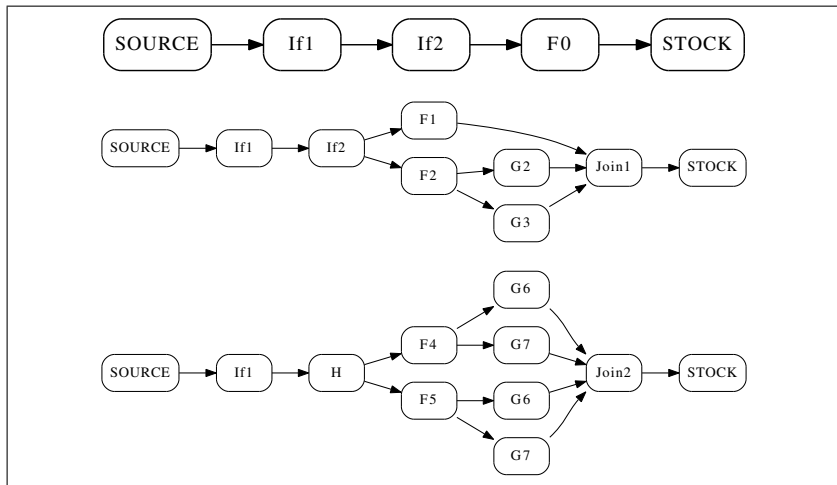 SOURCE If1 If2 F0 STOCK
F1
SOURCE If1 If2 G2 Join1 STOCK
F2
G3
G6
F4 G7
SOURCE If1 H Join2 STOCK
F5 G6
G7